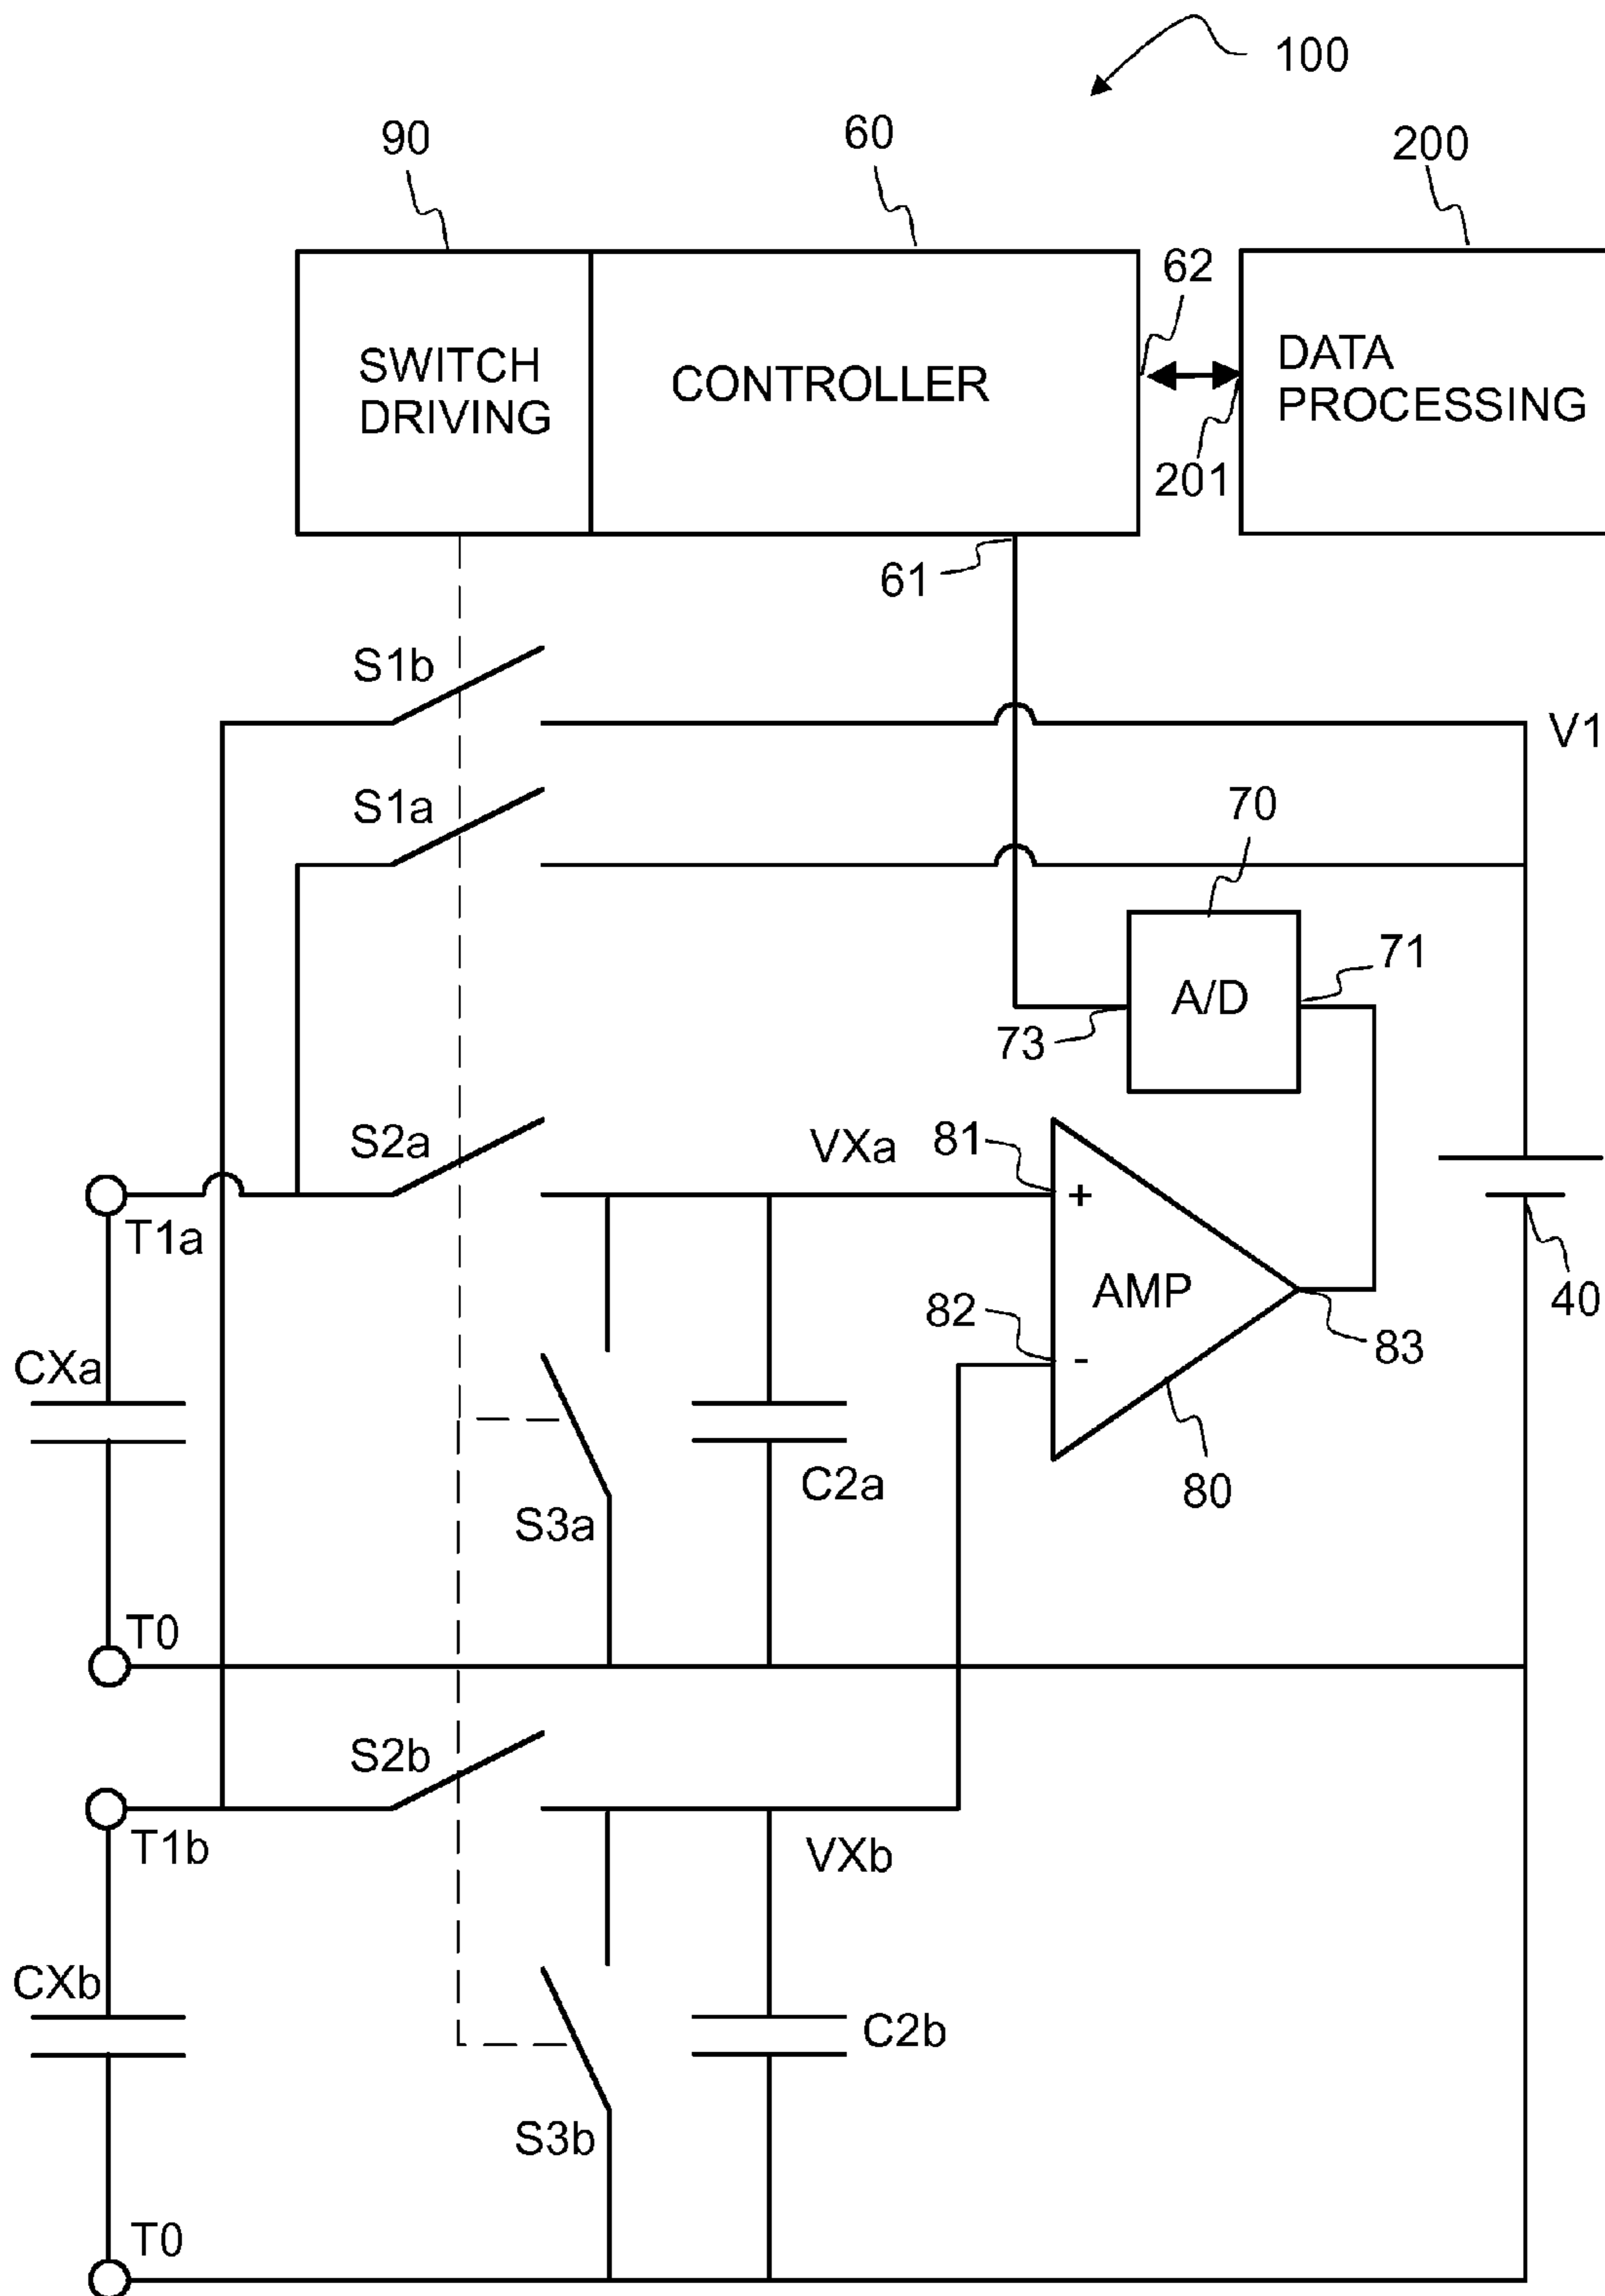 100
90
60
200
62
SWITCH
DRIVING
CONTROLLER
DATA
PROCESSING
201
61
S1b
V1
S1a
70
71
A/D
73
S2a
VXa
81
+
T1a
AMP
82
-
40
83
CXa
C2a
80
S3a
T0
S2b
T1b
VXb
CXb
C2b
S3b
T0